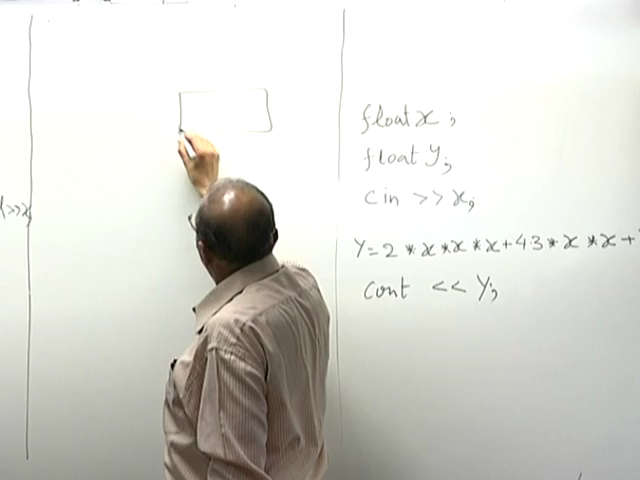 >>x
float x ;
float Y;
cin >> x;
Y=2 *x*x*x+43*x*x+
cout << Y;